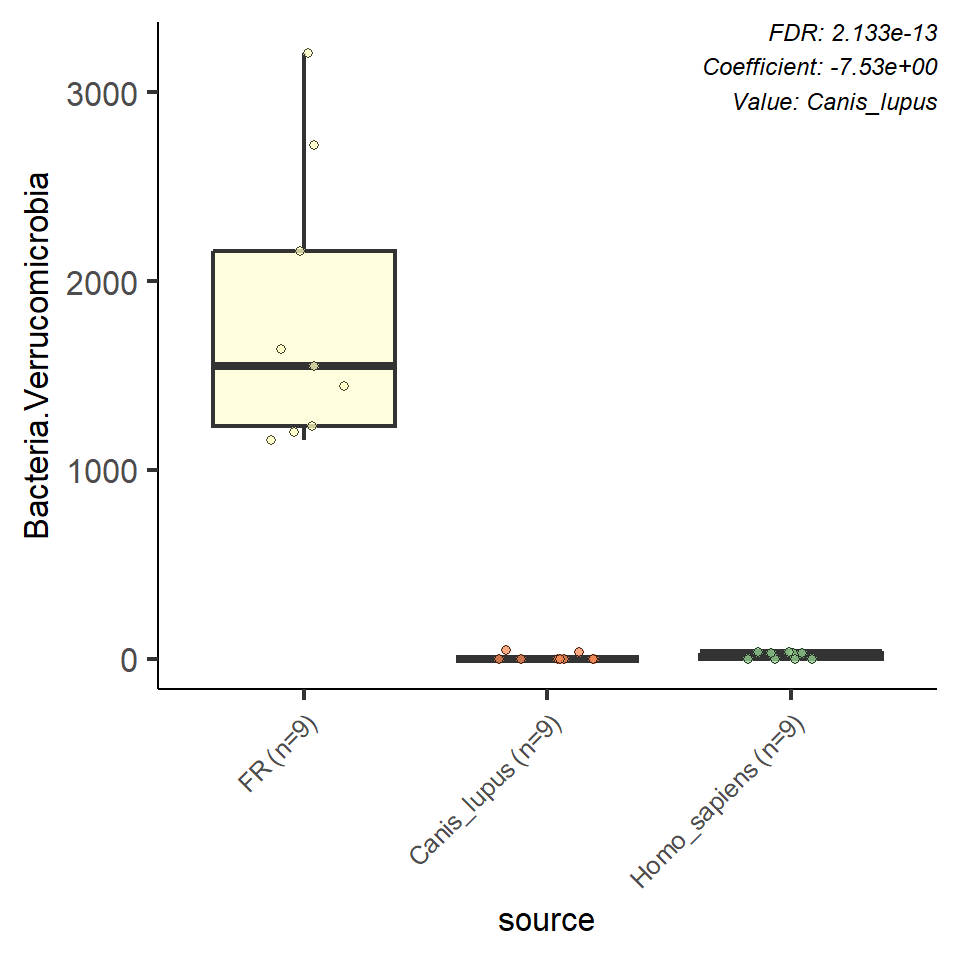 FDR: 2.133e-13
Coefficient: -7.53e+00
Value: Canis_lupus
Bacteria.Verrucomicrobia
3000
2000
1000
0
FR (n=9)
Canis_lupus (n=9)
Homo_sapiens (n=9)
source